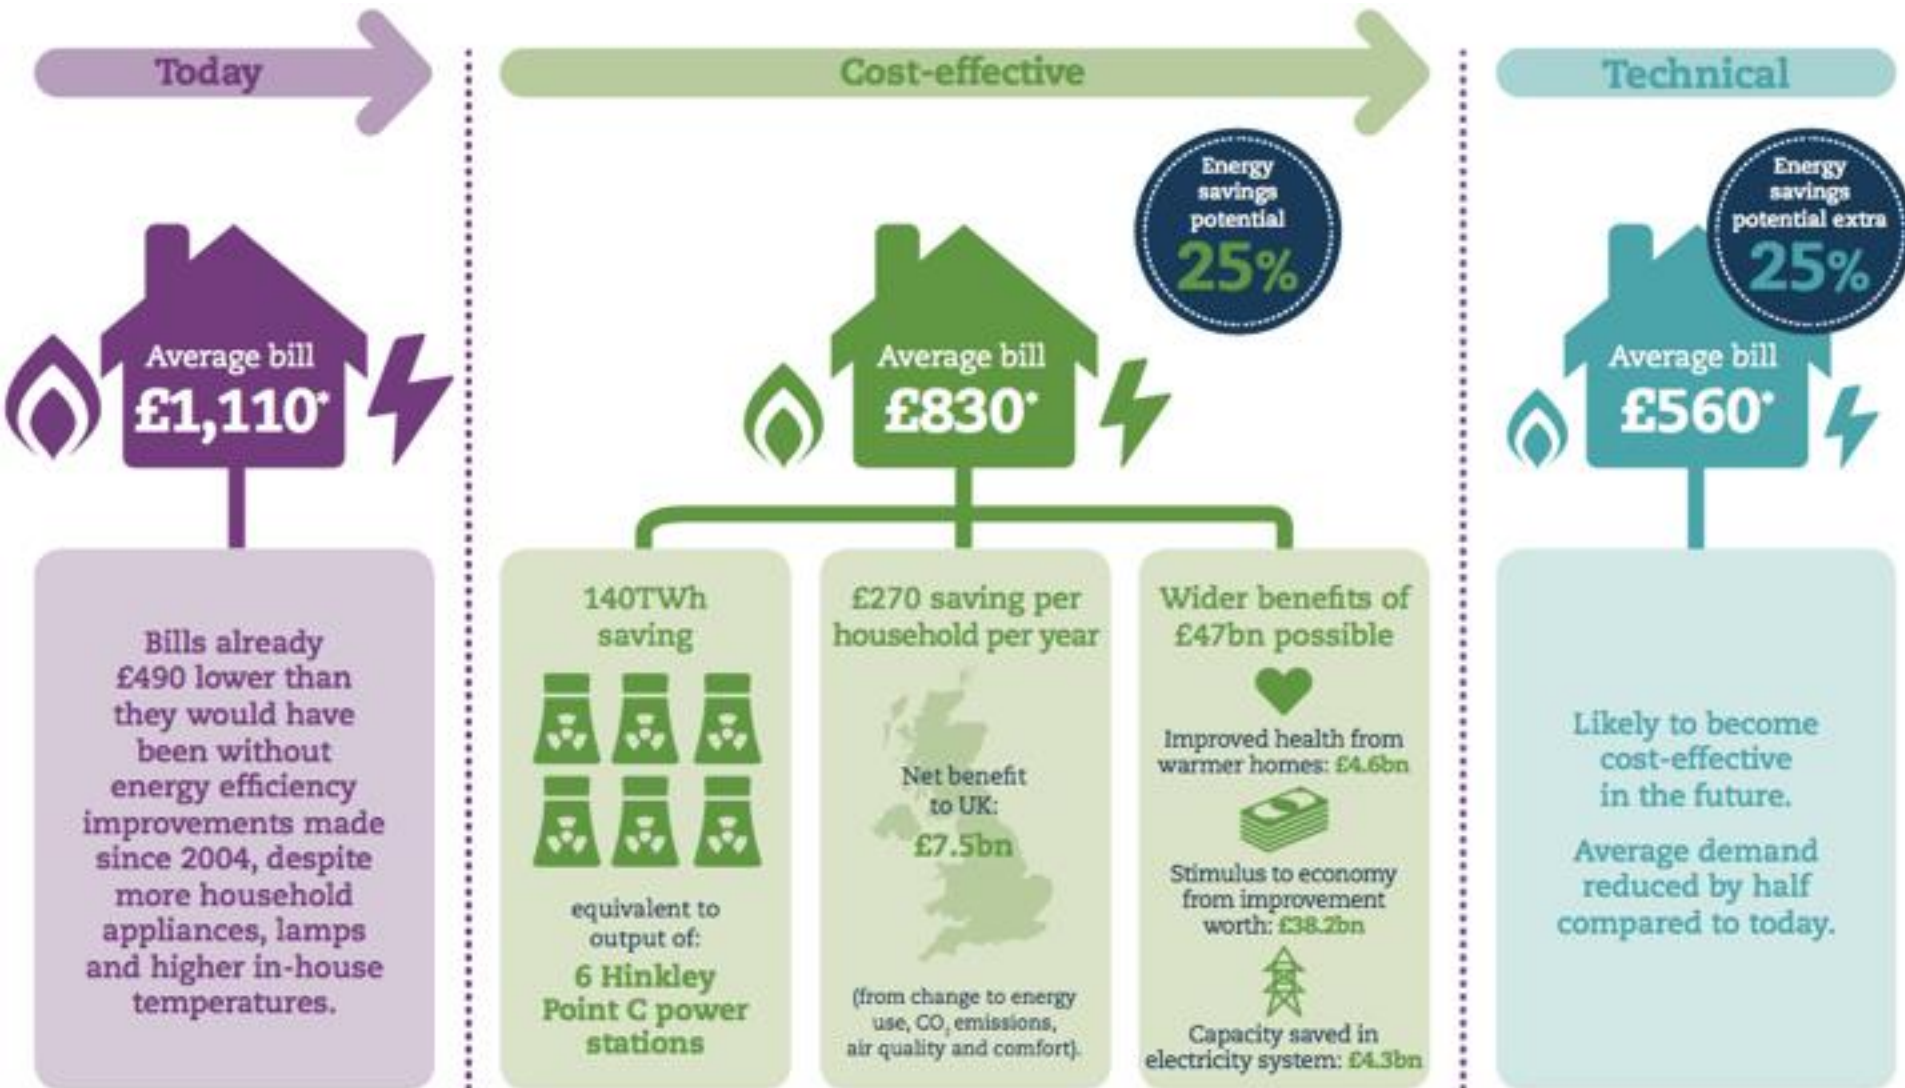 Today
Average bill
£1,110*
Bills already
£490 lower than
they would have
been without
energy efficiency
improvements made
since 2004, despite
more household
appliances, lamps
and higher in-house
temperatures.
Cost-effective
Energy
savings
potential
25%
Average bill
£830*
140TWh
saving
equivalent to
output of:
6 Hinkley
Point C power
stations
£270 saving per
household per year
Net benefit
to UK:
£7.5bn
(from change to energy
use, CO₂ emissions,
air quality and comfort).
Wider benefits of
£47bn possible
Improved health from
warmer homes: £4.6bn
Stimulus to economy
from improvement
worth: £38.2bn
Capacity saved in
electricity system: £4.3bn
Technical
Energy
savings
potential extra
25%
Average bill
£560*
Likely to become
cost-effective
in the future.
Average demand
reduced by half
compared to today.